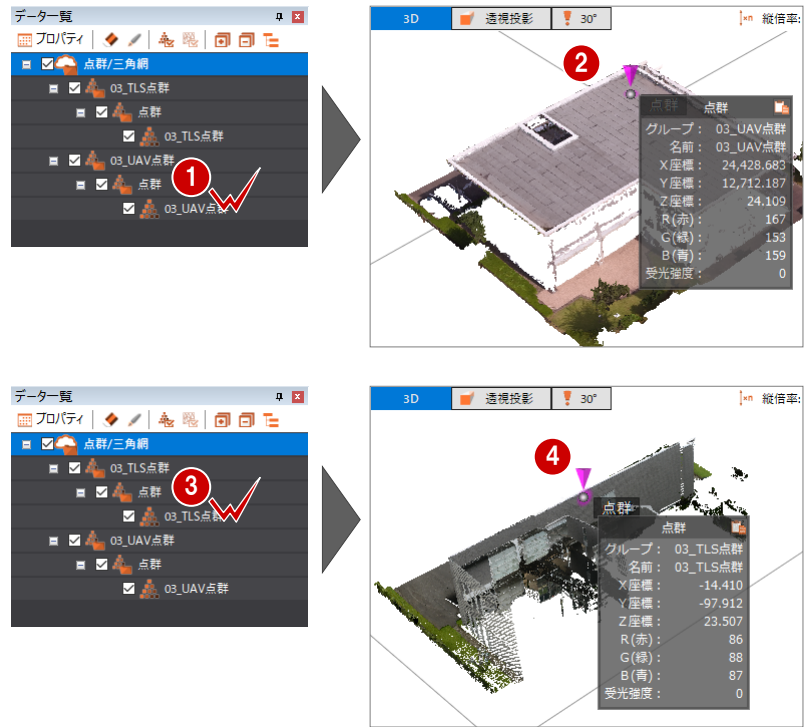 データ一覧
プロパティ
点群/三角網
03_TLS点群
点群
03_TLS点群
03_UAV点群
点群
03_UAV点群
1
3D
透視投影
30°
×n 縦倍率:
2
点群
点群
グループ： 03_UAV点群
名前： 03_UAV点群
X座標： 24,428.683
Y座標： 12,712.187
Z座標： 24.109
R(赤)： 167
G(緑)： 153
B(青)： 159
受光強度： 0
データ一覧
プロパティ
点群/三角網
03_TLS点群
点群
3
03_TLS点群
03_UAV点群
点群
03_UAV点群
3D
透視投影
30°
×n 縦倍率:
4
点群
点群
グループ： 03_TLS点群
名前： 03_TLS点群
X座標： -14.410
Y座標： -97.912
Z座標： 23.507
R(赤)： 86
G(緑)： 88
B(青)： 87
受光強度： 0